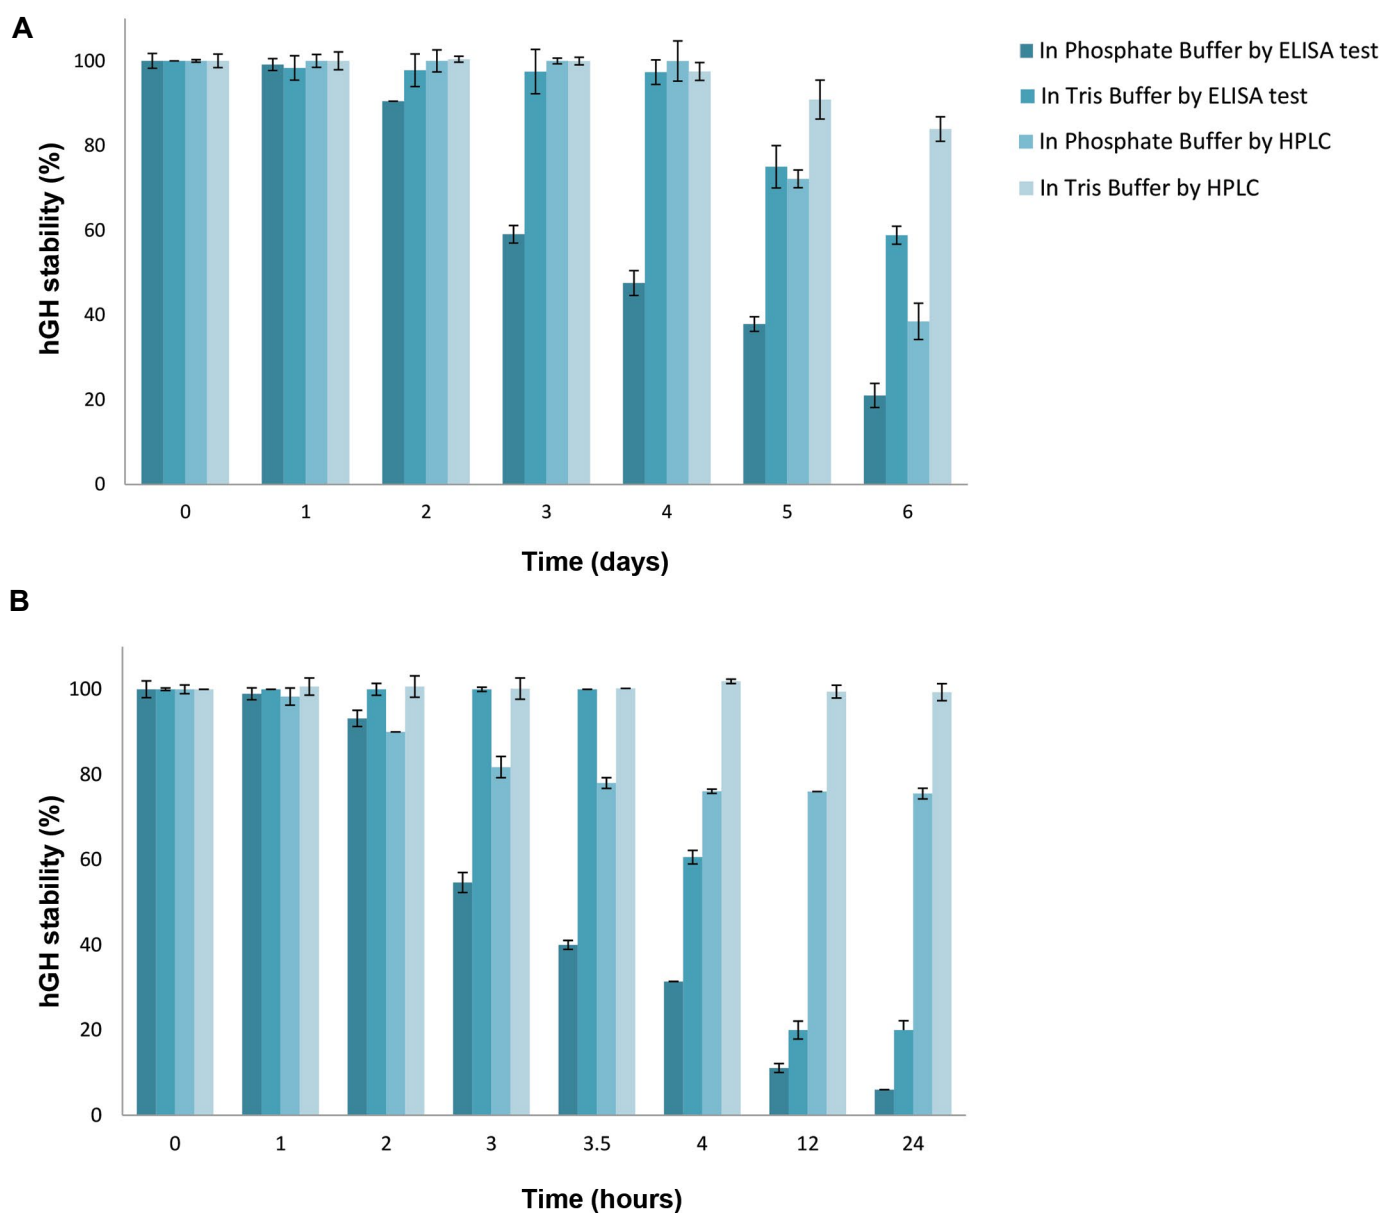 A
100
80
60
40
20
0
hGH stability (%)
0 1 2 3 4 5 6
Time (days)
In Phosphate Buffer by ELISA test
In Tris Buffer by ELISA test
In Phosphate Buffer by HPLC
In Tris Buffer by HPLC
B
100
80
60
40
20
0
hGH stability (%)
0 1 2 3 3.5 4 12 24
Time (hours)